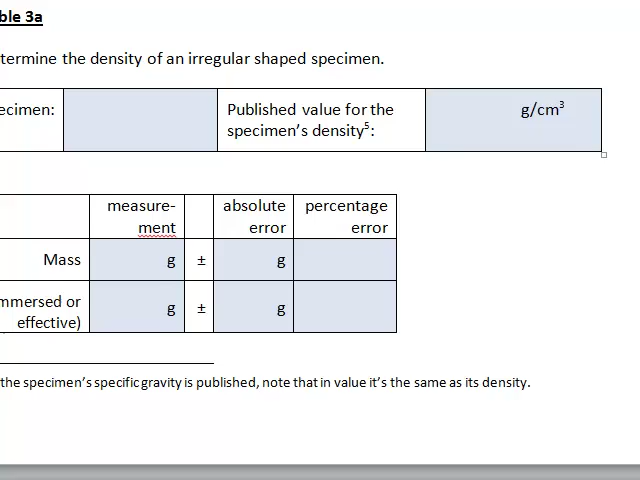 ble 3a
termine the density of an irregular shaped specimen.
ecimen:
Published value for the
specimen's density⁵:
g/cm³
measure-
ment
absolute
error
percentage
error
Mass
g
±
g
mmersed or
effective)
g
±
g
the specimen's specific gravity is published, note that in value it's the same as its density.